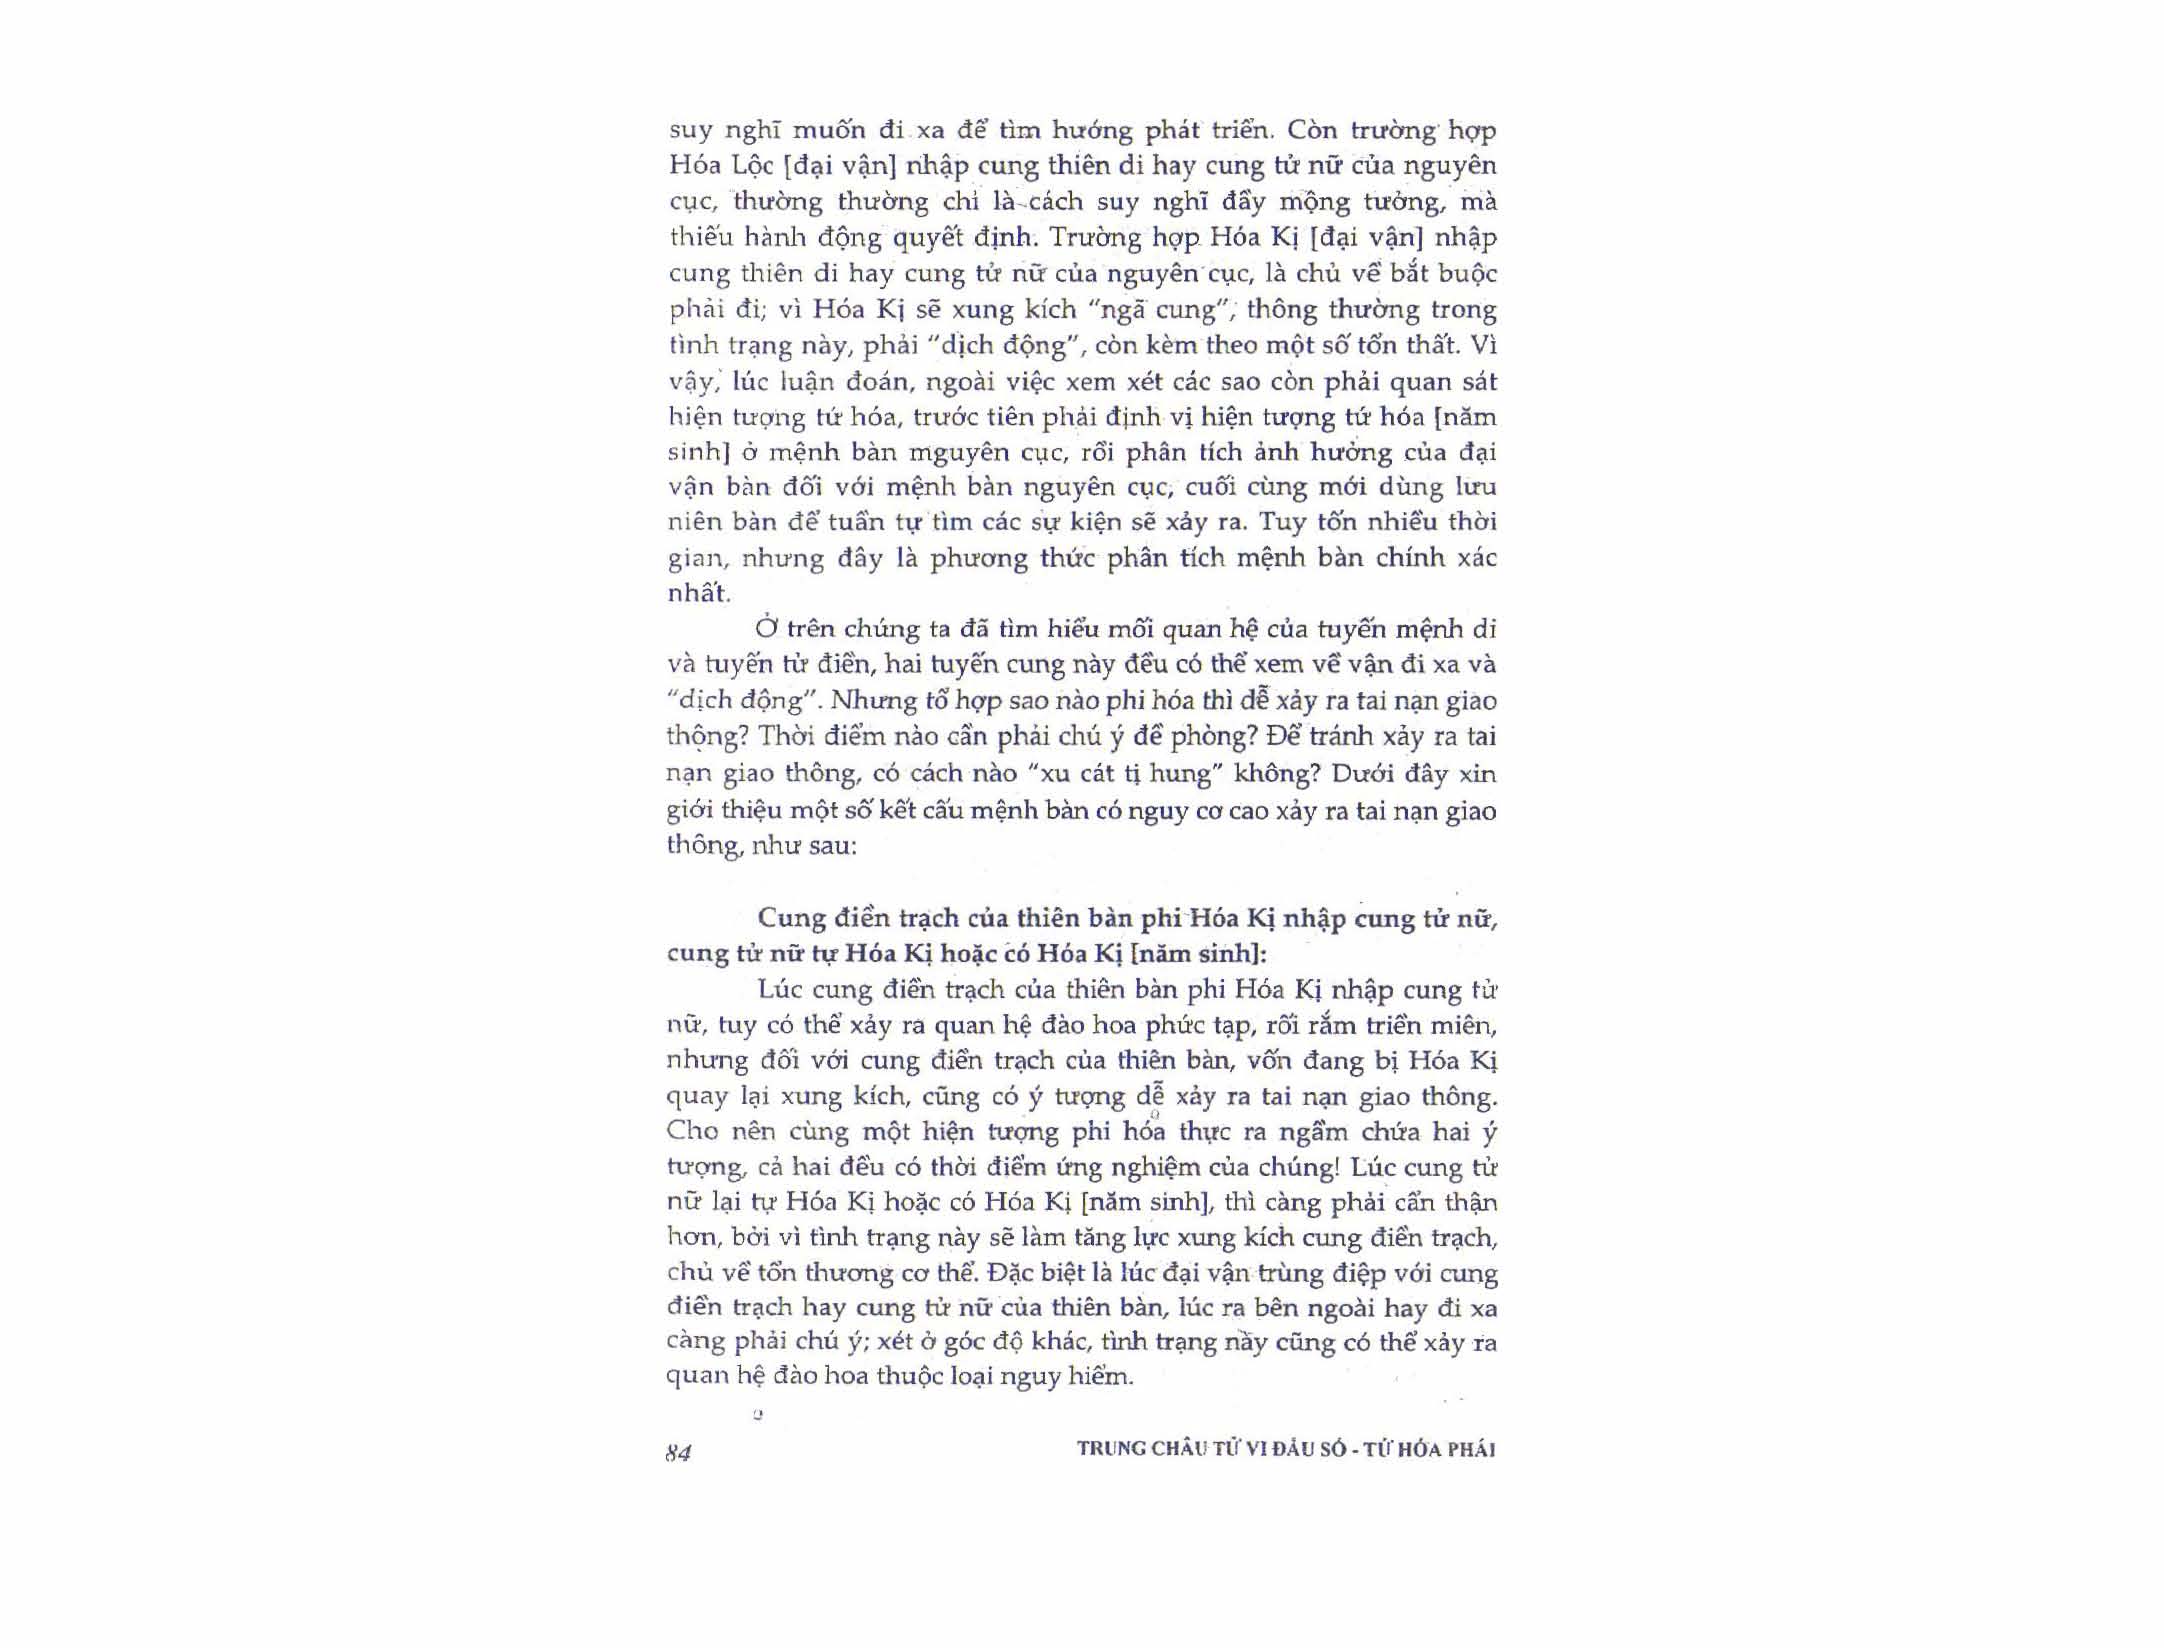 suy nghĩ muốn đi xa để tìm hướng phát triển. Còn trường hợp
Hóa Lộc [đại vận] nhập cung thiên di hay cung tử nữ của nguyên
cục, thường thường chỉ là cách suy nghĩ đầy mộng tưởng, mà
thiếu hành động quyết định. Trường hợp Hóa Kị [đại vận] nhập
cung thiên di hay cung tử nữ của nguyên cục, là chủ về bắt buộc
phải đi; vì Hóa Kị sẽ xung kích "ngã cung", thông thường trong
tình trạng này, phải "dịch động", còn kèm theo một số tổn thất. Vì
vậy, lúc luận đoán, ngoài việc xem xét các sao còn phải quan sát
hiện tượng tứ hóa, trước tiên phải định vị hiện tượng tứ hóa [năm
sinh] ở mệnh bàn mguyên cục, rồi phân tích ảnh hưởng của đại
vận bàn đối với mệnh bàn nguyên cục, cuối cùng mới dùng lưu
niên bàn để tuần tự tìm các sự kiện sẽ xảy ra. Tuy tốn nhiều thời
gian, nhưng đây là phương thức phân tích mệnh bàn chính xác
nhất.
Ở trên chúng ta đã tìm hiểu mối quan hệ của tuyến mệnh di
và tuyến tử điền, hai tuyến cung này đều có thể xem về vận đi xa và
"dịch động". Nhưng tổ hợp sao nào phi hóa thì dễ xảy ra tai nạn giao
thông? Thời điểm nào cần phải chú ý đề phòng? Để tránh xảy ra tai
nạn giao thông, có cách nào "xu cát tị hung" không? Dưới đây xin
giới thiệu một số kết cấu mệnh bàn có nguy cơ cao xảy ra tai nạn giao
thông, như sau:
Cung điền trạch của thiên bàn phi Hóa Kị nhập cung tử nữ,
cung tử nữ tự Hóa Kị hoặc có Hóa Kị [năm sinh]:
Lúc cung điền trạch của thiên bàn phi Hóa Kị nhập cung tử
nữ, tuy có thể xảy ra quan hệ đào hoa phức tạp, rối rắm triền miên,
nhưng đối với cung điền trạch của thiên bàn, vốn đang bị Hóa Kị
quay lại xung kích, cũng có ý tượng dễ xảy ra tai nạn giao thông.
Cho nên cùng một hiện tượng phi hóa thực ra ngầm chứa hai ý
tượng, cả hai đều có thời điểm ứng nghiệm của chúng! Lúc cung tử
nữ lại tự Hóa Kị hoặc có Hóa Kị [năm sinh], thì càng phải cẩn thận
hơn, bởi vì tình trạng này sẽ làm tăng lực xung kích cung điền trạch,
chủ về tổn thương cơ thể. Đặc biệt là lúc đại vận trùng điệp với cung
điền trạch hay cung tử nữ của thiên bàn, lúc ra bên ngoài hay đi xa
càng phải chú ý; xét ở góc độ khác, tình trạng nầy cũng có thể xảy ra
quan hệ đào hoa thuộc loại nguy hiểm.
84 TRUNG CHÂU TỬ VI ĐẨU SỐ - TỨ HÓA PHÁI